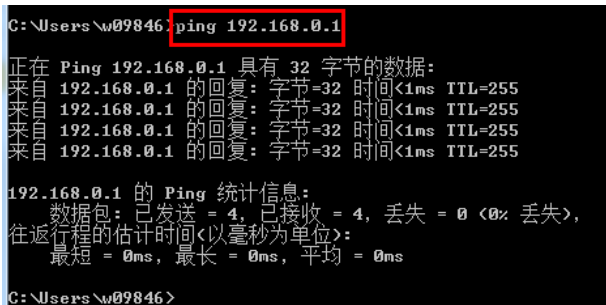 C:\Users\w09846>ping 192.168.0.1
正在 Ping 192.168.0.1 具有 32 字节的数据:
来自 192.168.0.1 的回复: 字节=32 时间<1ms TTL=255
来自 192.168.0.1 的回复: 字节=32 时间<1ms TTL=255
来自 192.168.0.1 的回复: 字节=32 时间<1ms TTL=255
来自 192.168.0.1 的回复: 字节=32 时间<1ms TTL=255
192.168.0.1 的 Ping 统计信息:
数据包: 已发送 = 4, 已接收 = 4, 丢失 = 0 (0% 丢失),
往返行程的估计时间(以毫秒为单位):
最短 = 0ms, 最长 = 0ms, 平均 = 0ms
C:\Users\w09846>